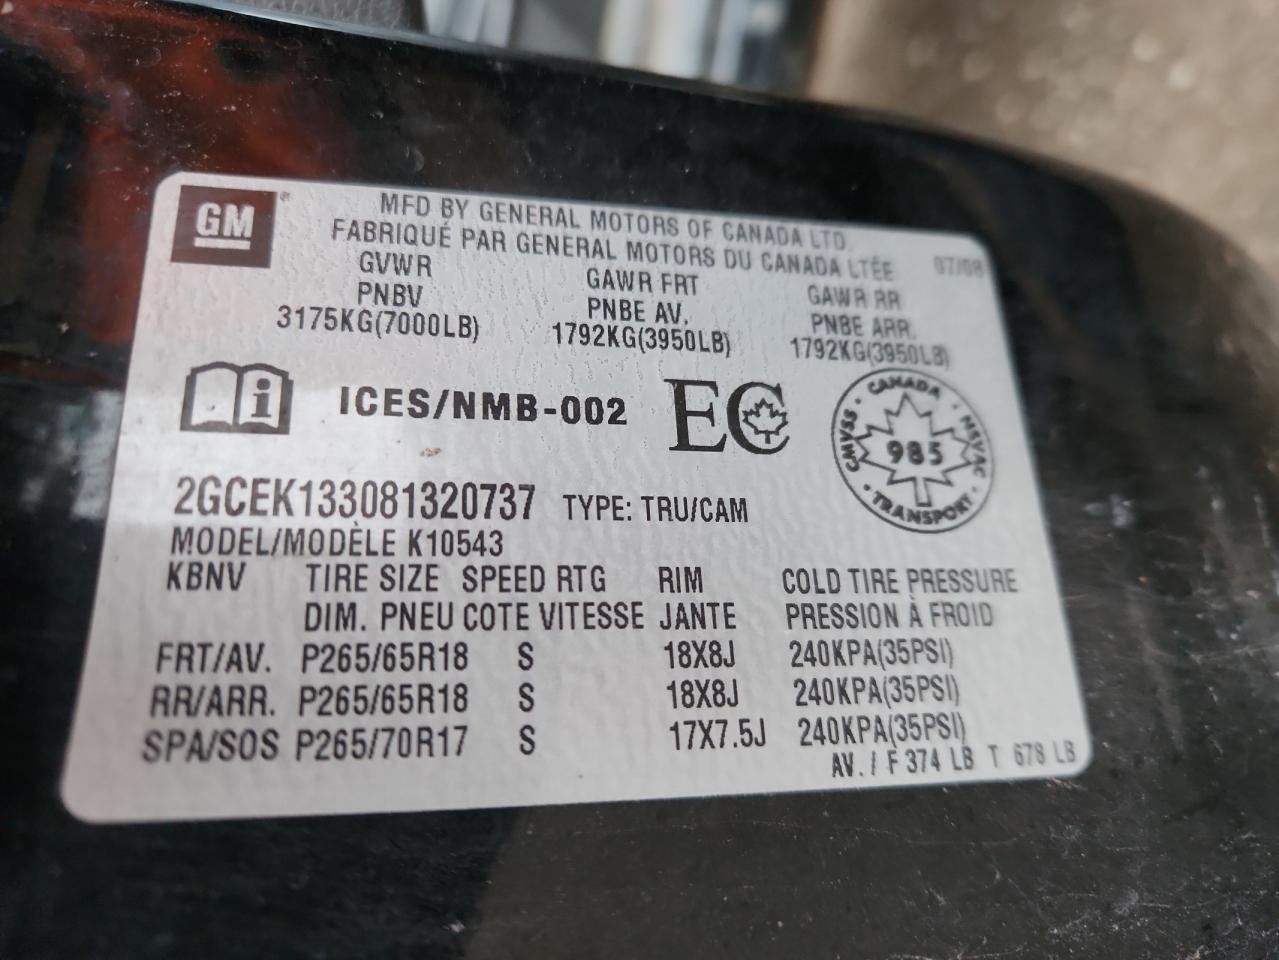 GM
MFD BY GENERAL MOTORS OF CANADA LTD.
FABRIQUÉ PAR GENERAL MOTORS DU CANADA LTÉE 07/08
GVWR GAWR FRT GAWR RR
PNBV PNBE AV. PNBE ARR.
3175KG(7000LB) 1792KG(3950LB) 1792KG(3950LB)
i ICES/NMB-002 EC
CANADA
CMVSS 985 NSVAC
TRANSPORT
2GCEK133081320737 TYPE: TRU/CAM
MODEL/MODÈLE K10543
KBNV TIRE SIZE SPEED RTG RIM COLD TIRE PRESSURE
DIM. PNEU COTE VITESSE JANTE PRESSION À FROID
FRT/AV. P265/65R18 S 18X8J 240KPA(35PSI)
RR/ARR. P265/65R18 S 18X8J 240KPA(35PSI)
SPA/SOS P265/70R17 S 17X7.5J 240KPA(35PSI)
AV. / F 374 LB T 678 LB